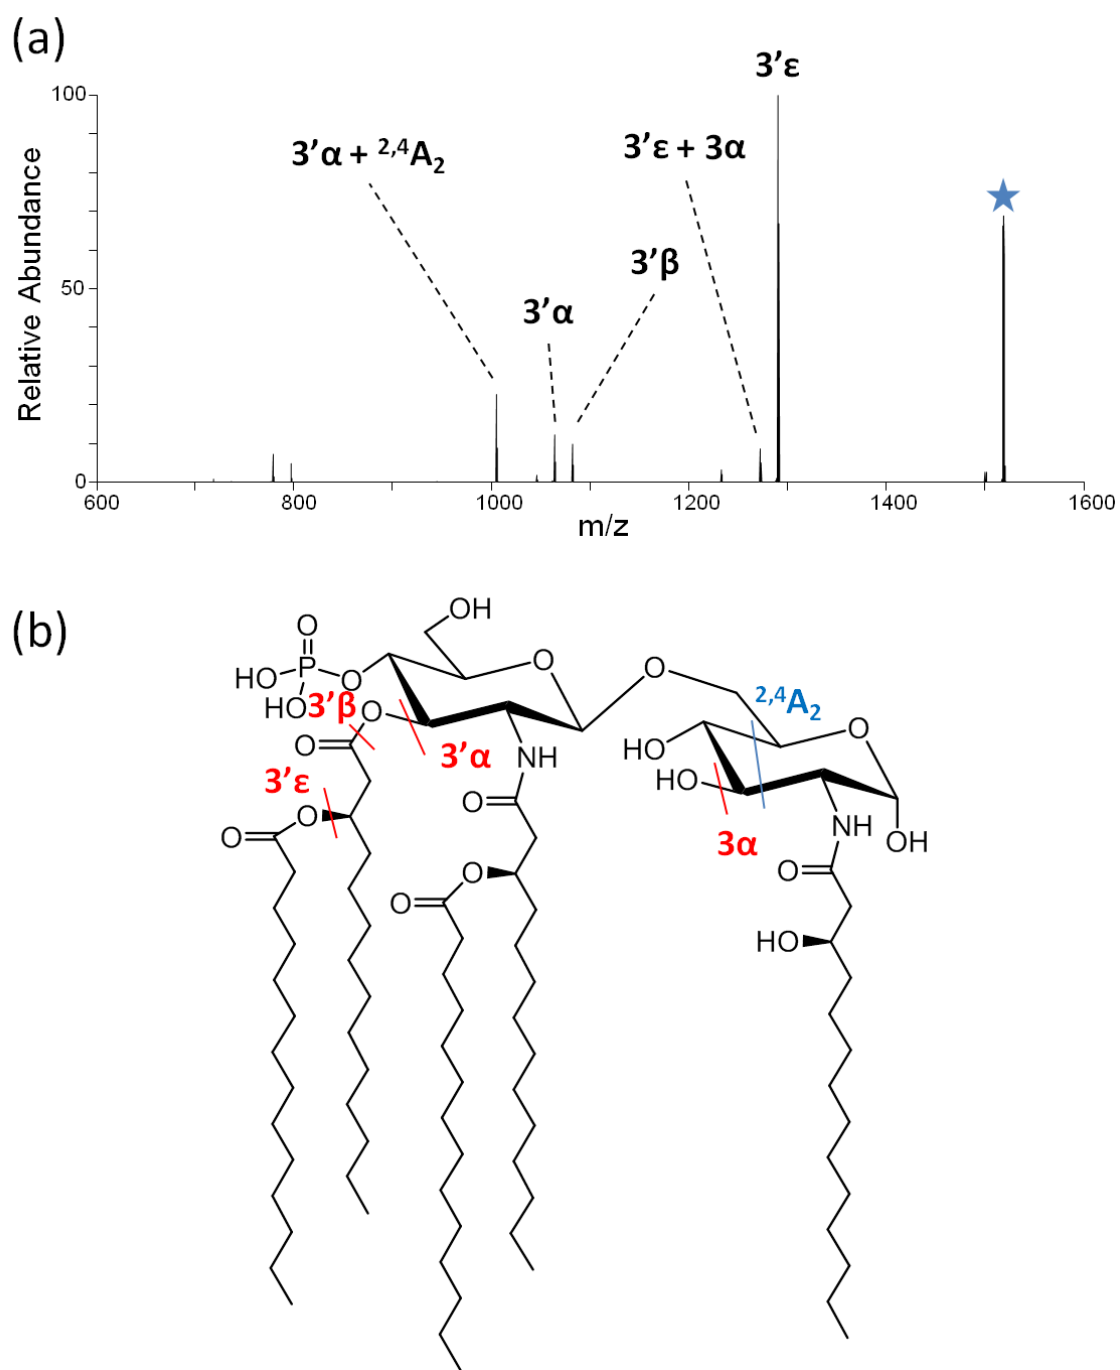 (a)
3'ε
100
3'α + ²,⁴A₂
3'ε + 3α
3'β
3'α
50
0
Relative Abundance
600
800
1000
1200
1400
1600
m/z
(b)
OH
O
HO
P
O
O
O
HO
3'β
O
²,⁴A₂
O
3'α
NH
HO
O
HO
3'ε
O
O
O
3α
NH
OH
O
O
O
O
HO